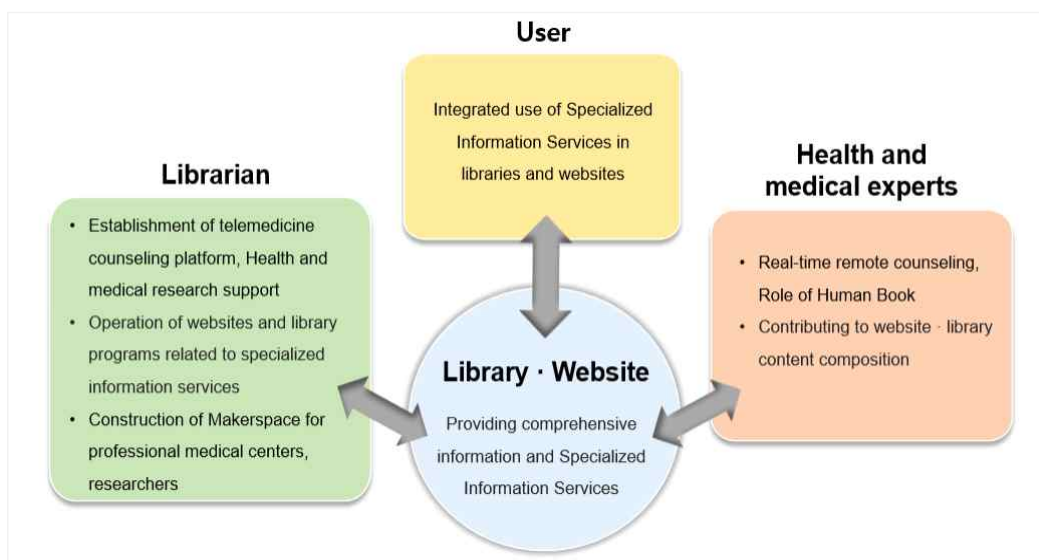 User
Integrated use of Specialized
Information Services in
libraries and websites
Librarian
• Establishment of telemedicine
counseling platform, Health and
medical research support
• Operation of websites and library
programs related to specialized
information services
• Construction of Makerspace for
professional medical centers,
researchers
Library · Website
Providing comprehensive
information and Specialized
Information Services
Health and
medical experts
• Real-time remote counseling,
Role of Human Book
• Contributing to website · library
content composition